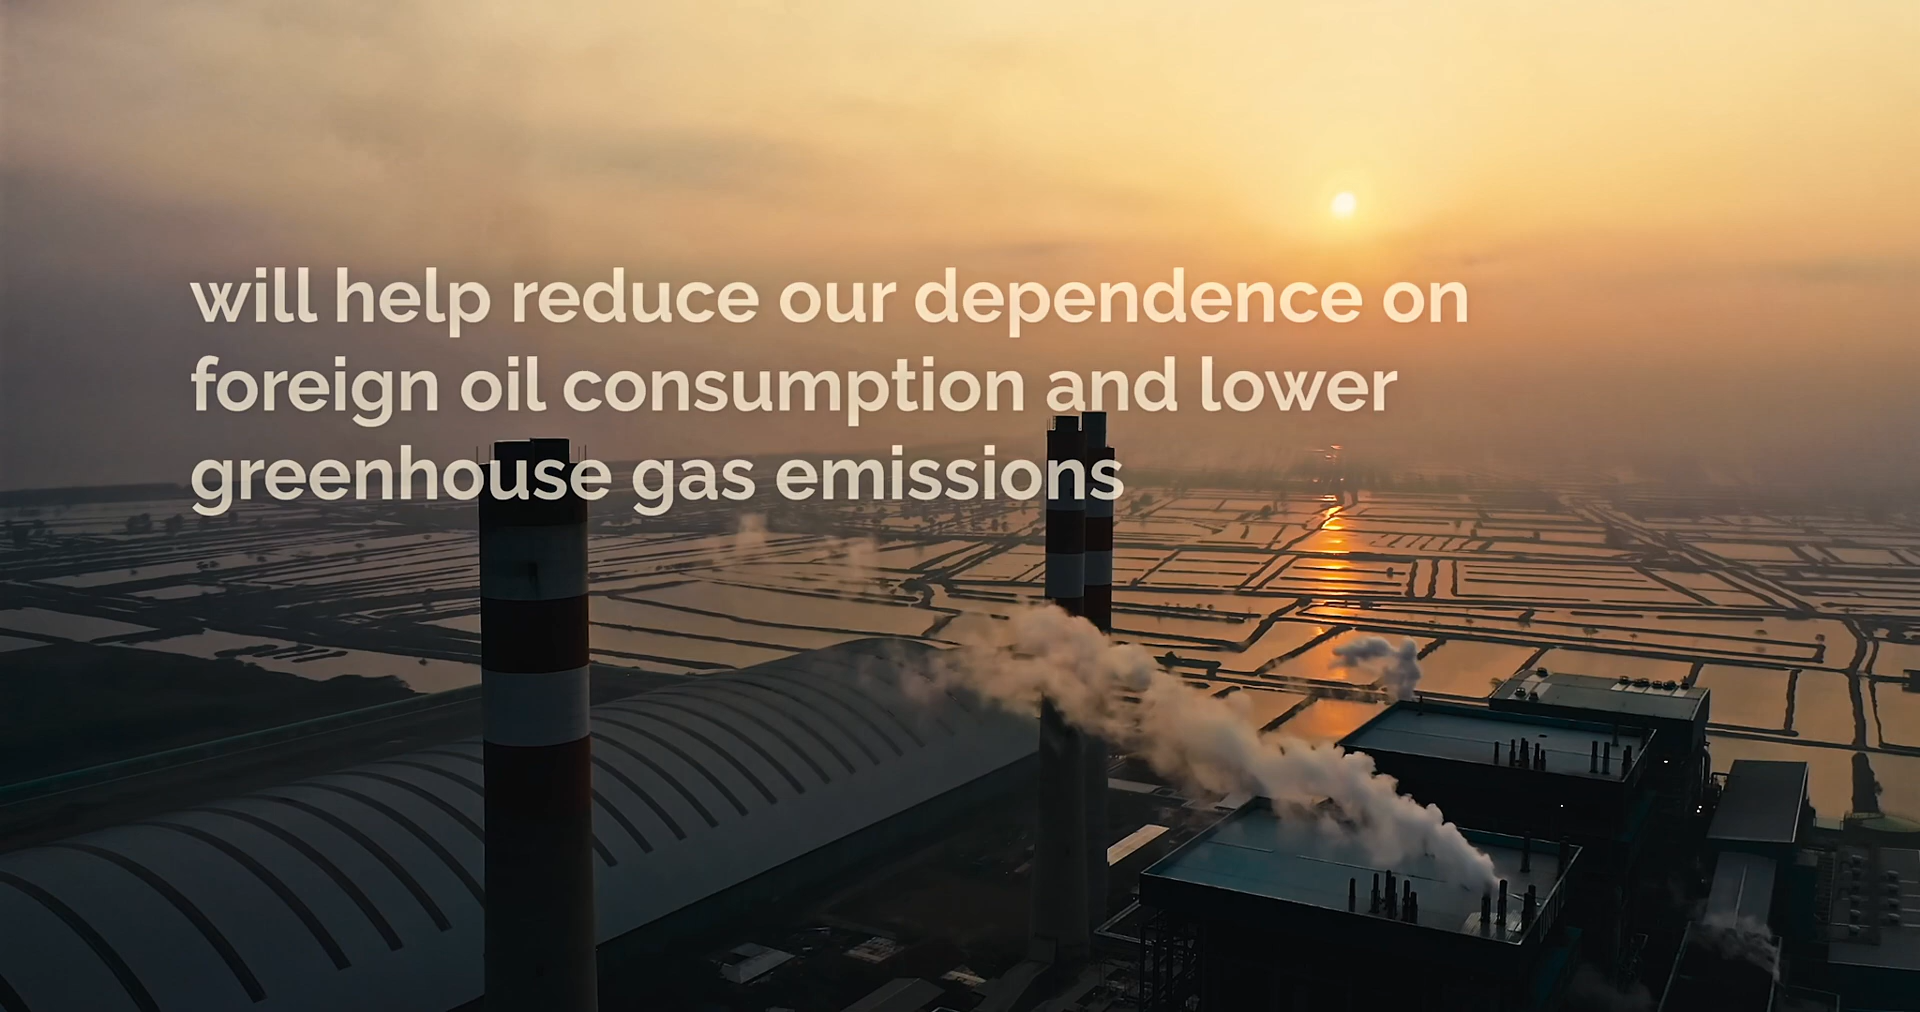 will help reduce our dependence on
foreign oil consumption and lower
greenhouse gas emissions